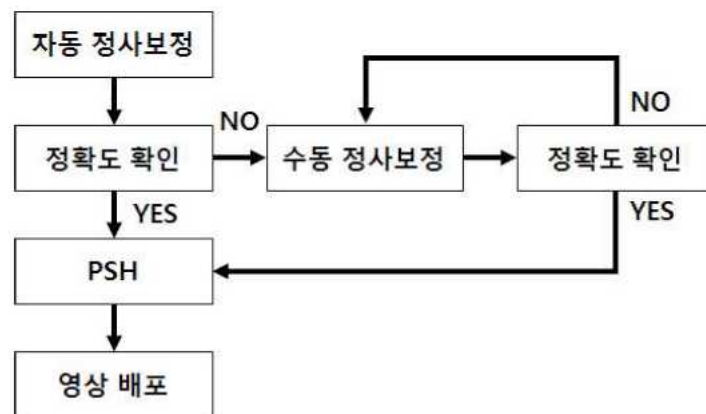 자동 정사보정
정확도 확인
NO
수동 정사보정
정확도 확인
NO
YES
YES
PSH
영상 배포